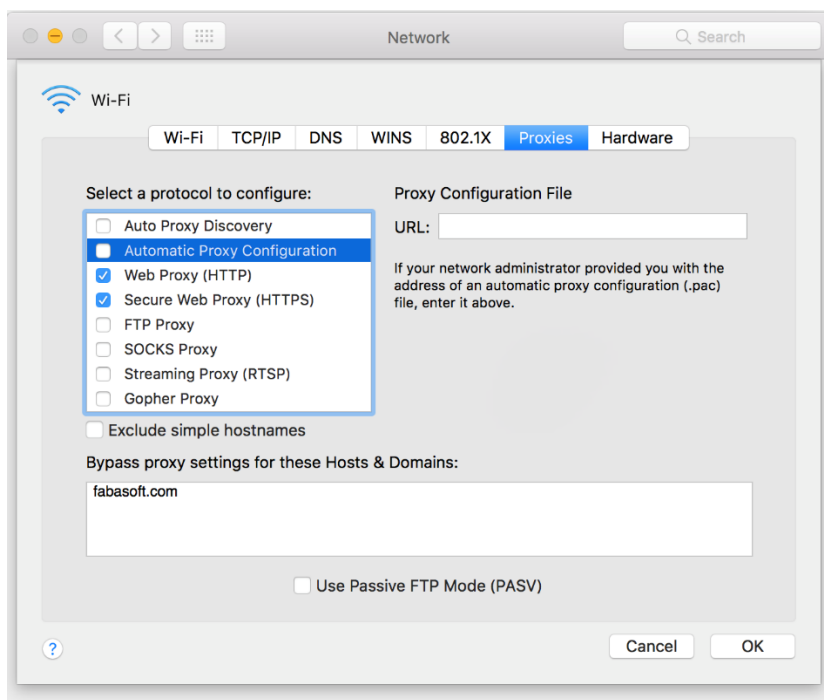 Network
Search
Wi-Fi
Wi-Fi TCP/IP DNS WINS 802.1X Proxies Hardware
Select a protocol to configure:
Auto Proxy Discovery
Automatic Proxy Configuration
Web Proxy (HTTP)
Secure Web Proxy (HTTPS)
FTP Proxy
SOCKS Proxy
Streaming Proxy (RTSP)
Gopher Proxy
Exclude simple hostnames
Proxy Configuration File
URL:
If your network administrator provided you with the
address of an automatic proxy configuration (.pac)
file, enter it above.
Bypass proxy settings for these Hosts & Domains:
fabasoft.com
Use Passive FTP Mode (PASV)
?
Cancel
OK